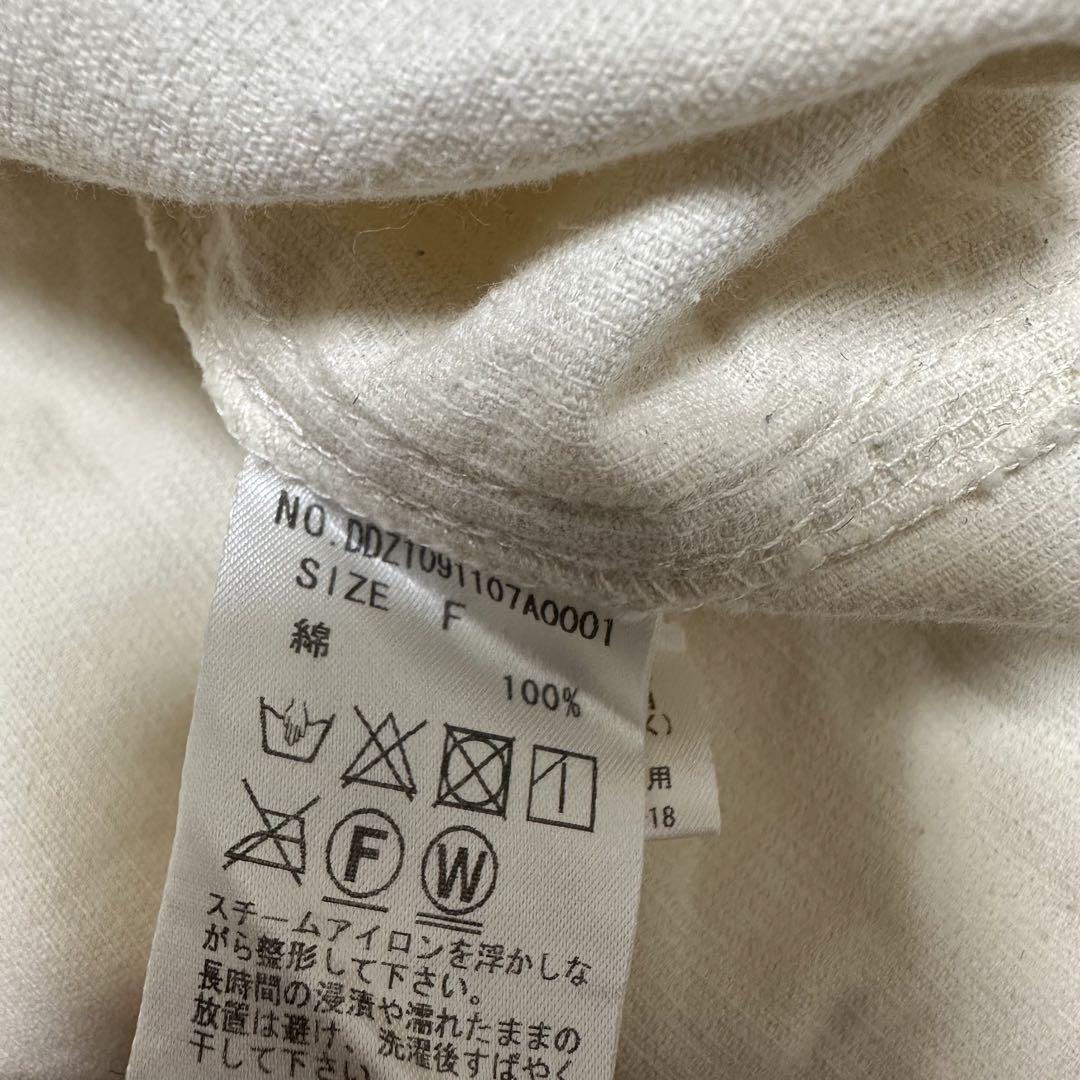 NO.DDZ1091107A0001
SIZE F
綿
100%
F W
スチームアイロンを浮かしな
がら整形して下さい。
長時間の浸漬や濡れたままの
放置は避け、洗濯後すばやく
干して下さい。
く)
用
-18